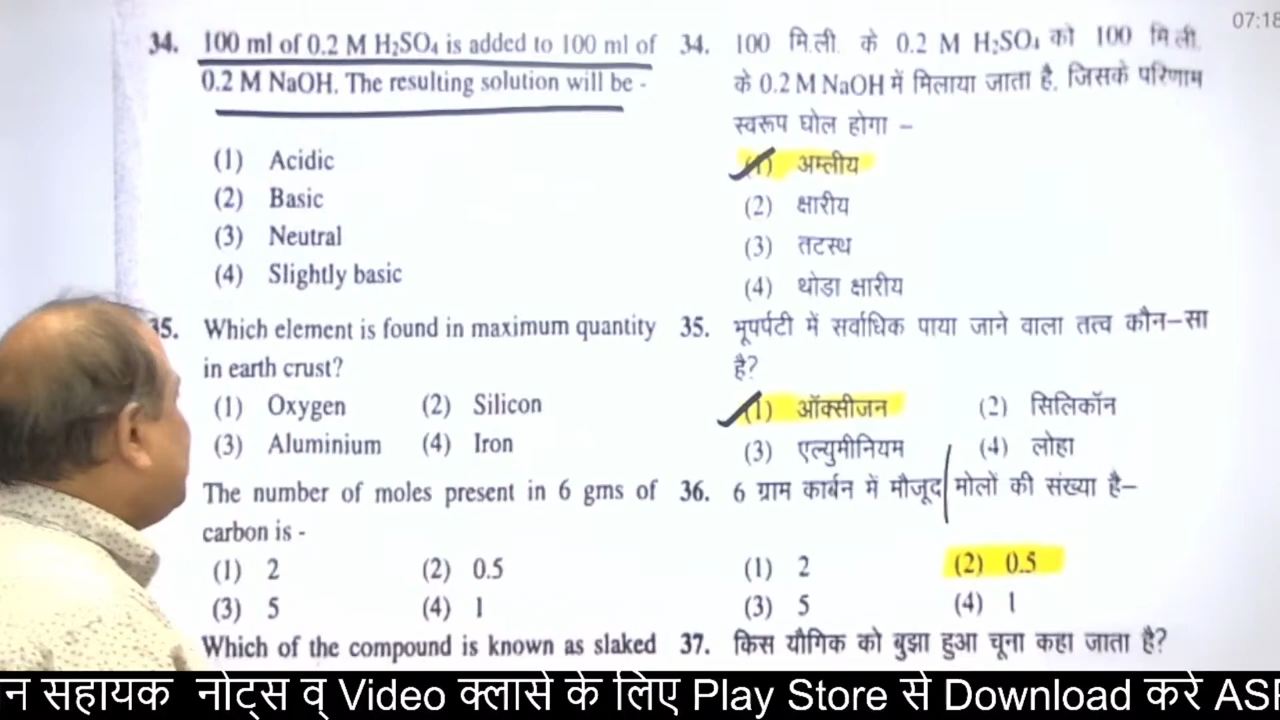 07:18
34. 100 ml of 0.2 M H₂SO₄ is added to 100 ml of
0.2 M NaOH. The resulting solution will be -
(1) Acidic
(2) Basic
(3) Neutral
(4) Slightly basic
35. Which element is found in maximum quantity
in earth crust?
(1) Oxygen (2) Silicon
(3) Aluminium (4) Iron
The number of moles present in 6 gms of
carbon is -
(1) 2 (2) 0.5
(3) 5 (4) 1
Which of the compound is known as slaked
34. 100 मि.ली. के 0.2 M H₂SO₄ को 100 मि.ली.
के 0.2 M NaOH में मिलाया जाता है, जिसके परिणाम
स्वरूप घोल होगा –
(1) अम्लीय
(2) क्षारीय
(3) तटस्थ
(4) थोडा क्षारीय
35. भूपर्पटी में सर्वाधिक पाया जाने वाला तत्व कौन–सा
है?
(1) ऑक्सीजन (2) सिलिकॉन
(3) एल्युमीनियम (4) लोहा
36. 6 ग्राम कार्बन में मौजूद मोलों की संख्या है–
(1) 2 (2) 0.5
(3) 5 (4) 1
37. किस यौगिक को बुझा हुआ चूना कहा जाता है?
न सहायक नोट्स व् Video क्लासे के लिए Play Store से Download करे